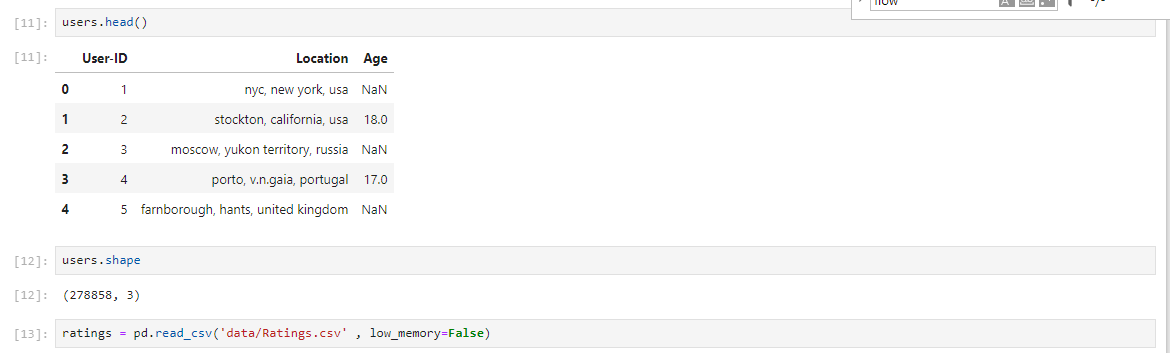 now
[11]: users.head()
[11]: User-ID Location Age
0 1 nyc, new york, usa NaN
1 2 stockton, california, usa 18.0
2 3 moscow, yukon territory, russia NaN
3 4 porto, v.n.gaia, portugal 17.0
4 5 farnborough, hants, united kingdom NaN
[12]: users.shape
[12]: (278858, 3)
[13]: ratings = pd.read_csv('data/Ratings.csv' , low_memory=False)